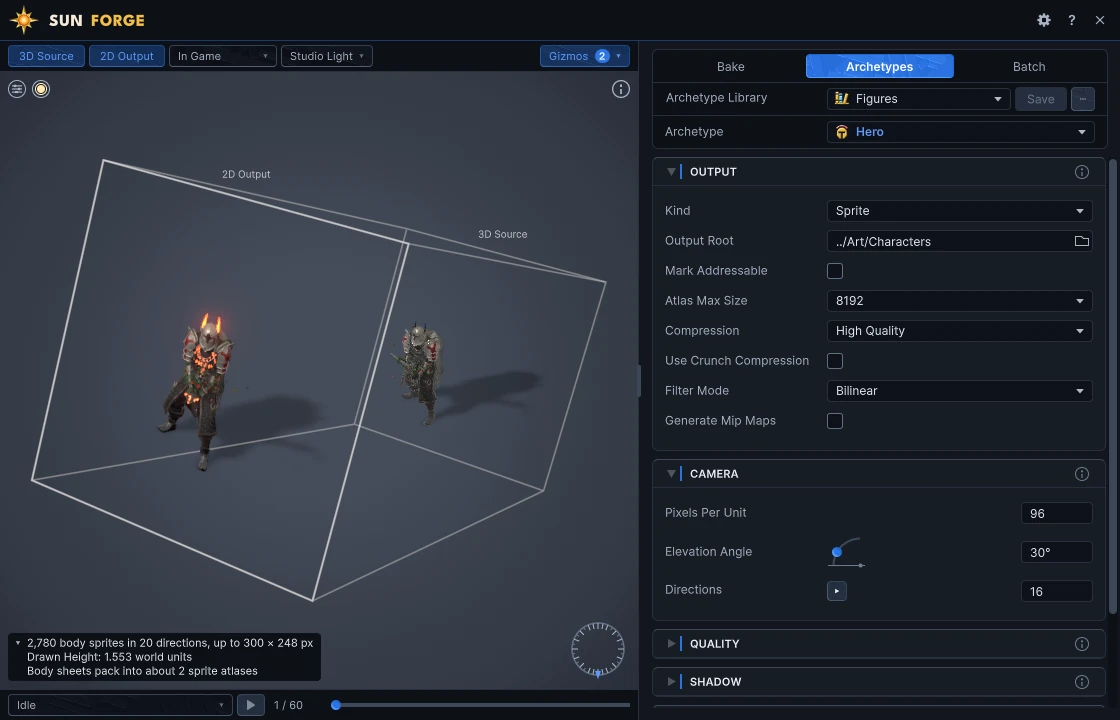 SUN FORGE
?
3D Source
2D Output
In Game
Studio Light
Gizmos 2
2D Output
3D Source
2,780 body sprites in 20 directions, up to 300 × 248 px
Drawn Height: 1.553 world units
Body sheets pack into about 2 sprite atlases
Idle
1 / 60
Bake
Archetypes
Batch
Archetype Library
Figures
Save
...
Archetype
Hero
OUTPUT
Kind
Sprite
Output Root
../Art/Characters
Mark Addressable
Atlas Max Size
8192
Compression
High Quality
Use Crunch Compression
Filter Mode
Bilinear
Generate Mip Maps
CAMERA
Pixels Per Unit
96
Elevation Angle
30°
Directions
16
QUALITY
SHADOW